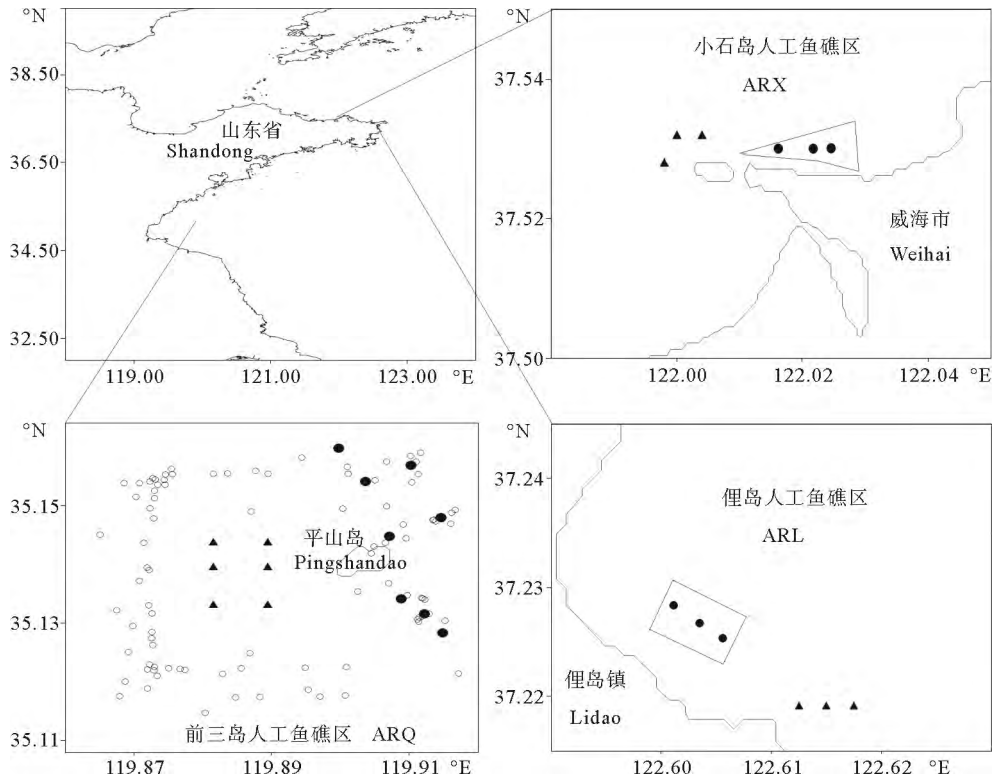 °N
38.50
36.50
34.50
32.50
119.00
121.00
123.00
°E
山东省
Shandong
°N
37.54
37.52
37.50
122.00
122.02
122.04
°E
小石岛人工鱼礁区
ARX
威海市
Weihai
°N
35.15
35.13
35.11
119.87
119.89
119.91
°E
平山岛
Pingshandao
前三岛人工鱼礁区 ARQ
°N
37.24
37.23
37.22
122.60
122.61
122.62
°E
俚岛人工鱼礁区
ARL
俚岛镇
Lidao